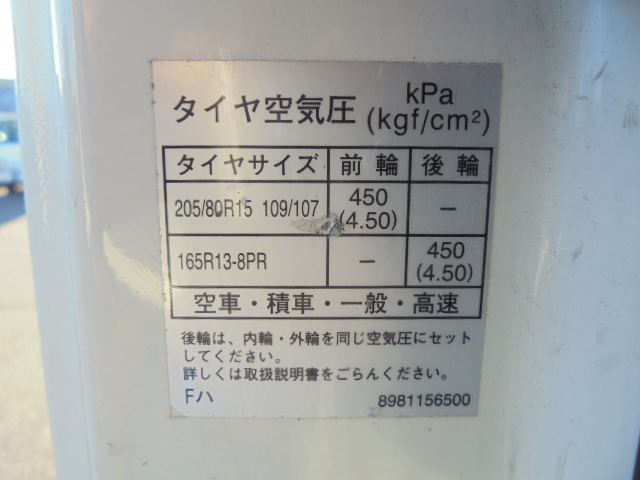 タイヤ空気圧 kPa (kgf/cm²)
タイヤサイズ 前輪 後輪
205/80R15 109/107 450 (4.50) –
165R13-8PR – 450 (4.50)
空車・積車・一般・高速
後輪は、内輪・外輪を同じ空気圧にセット
してください。
詳しくは取扱説明書をごらんください。
Fハ 8981156500